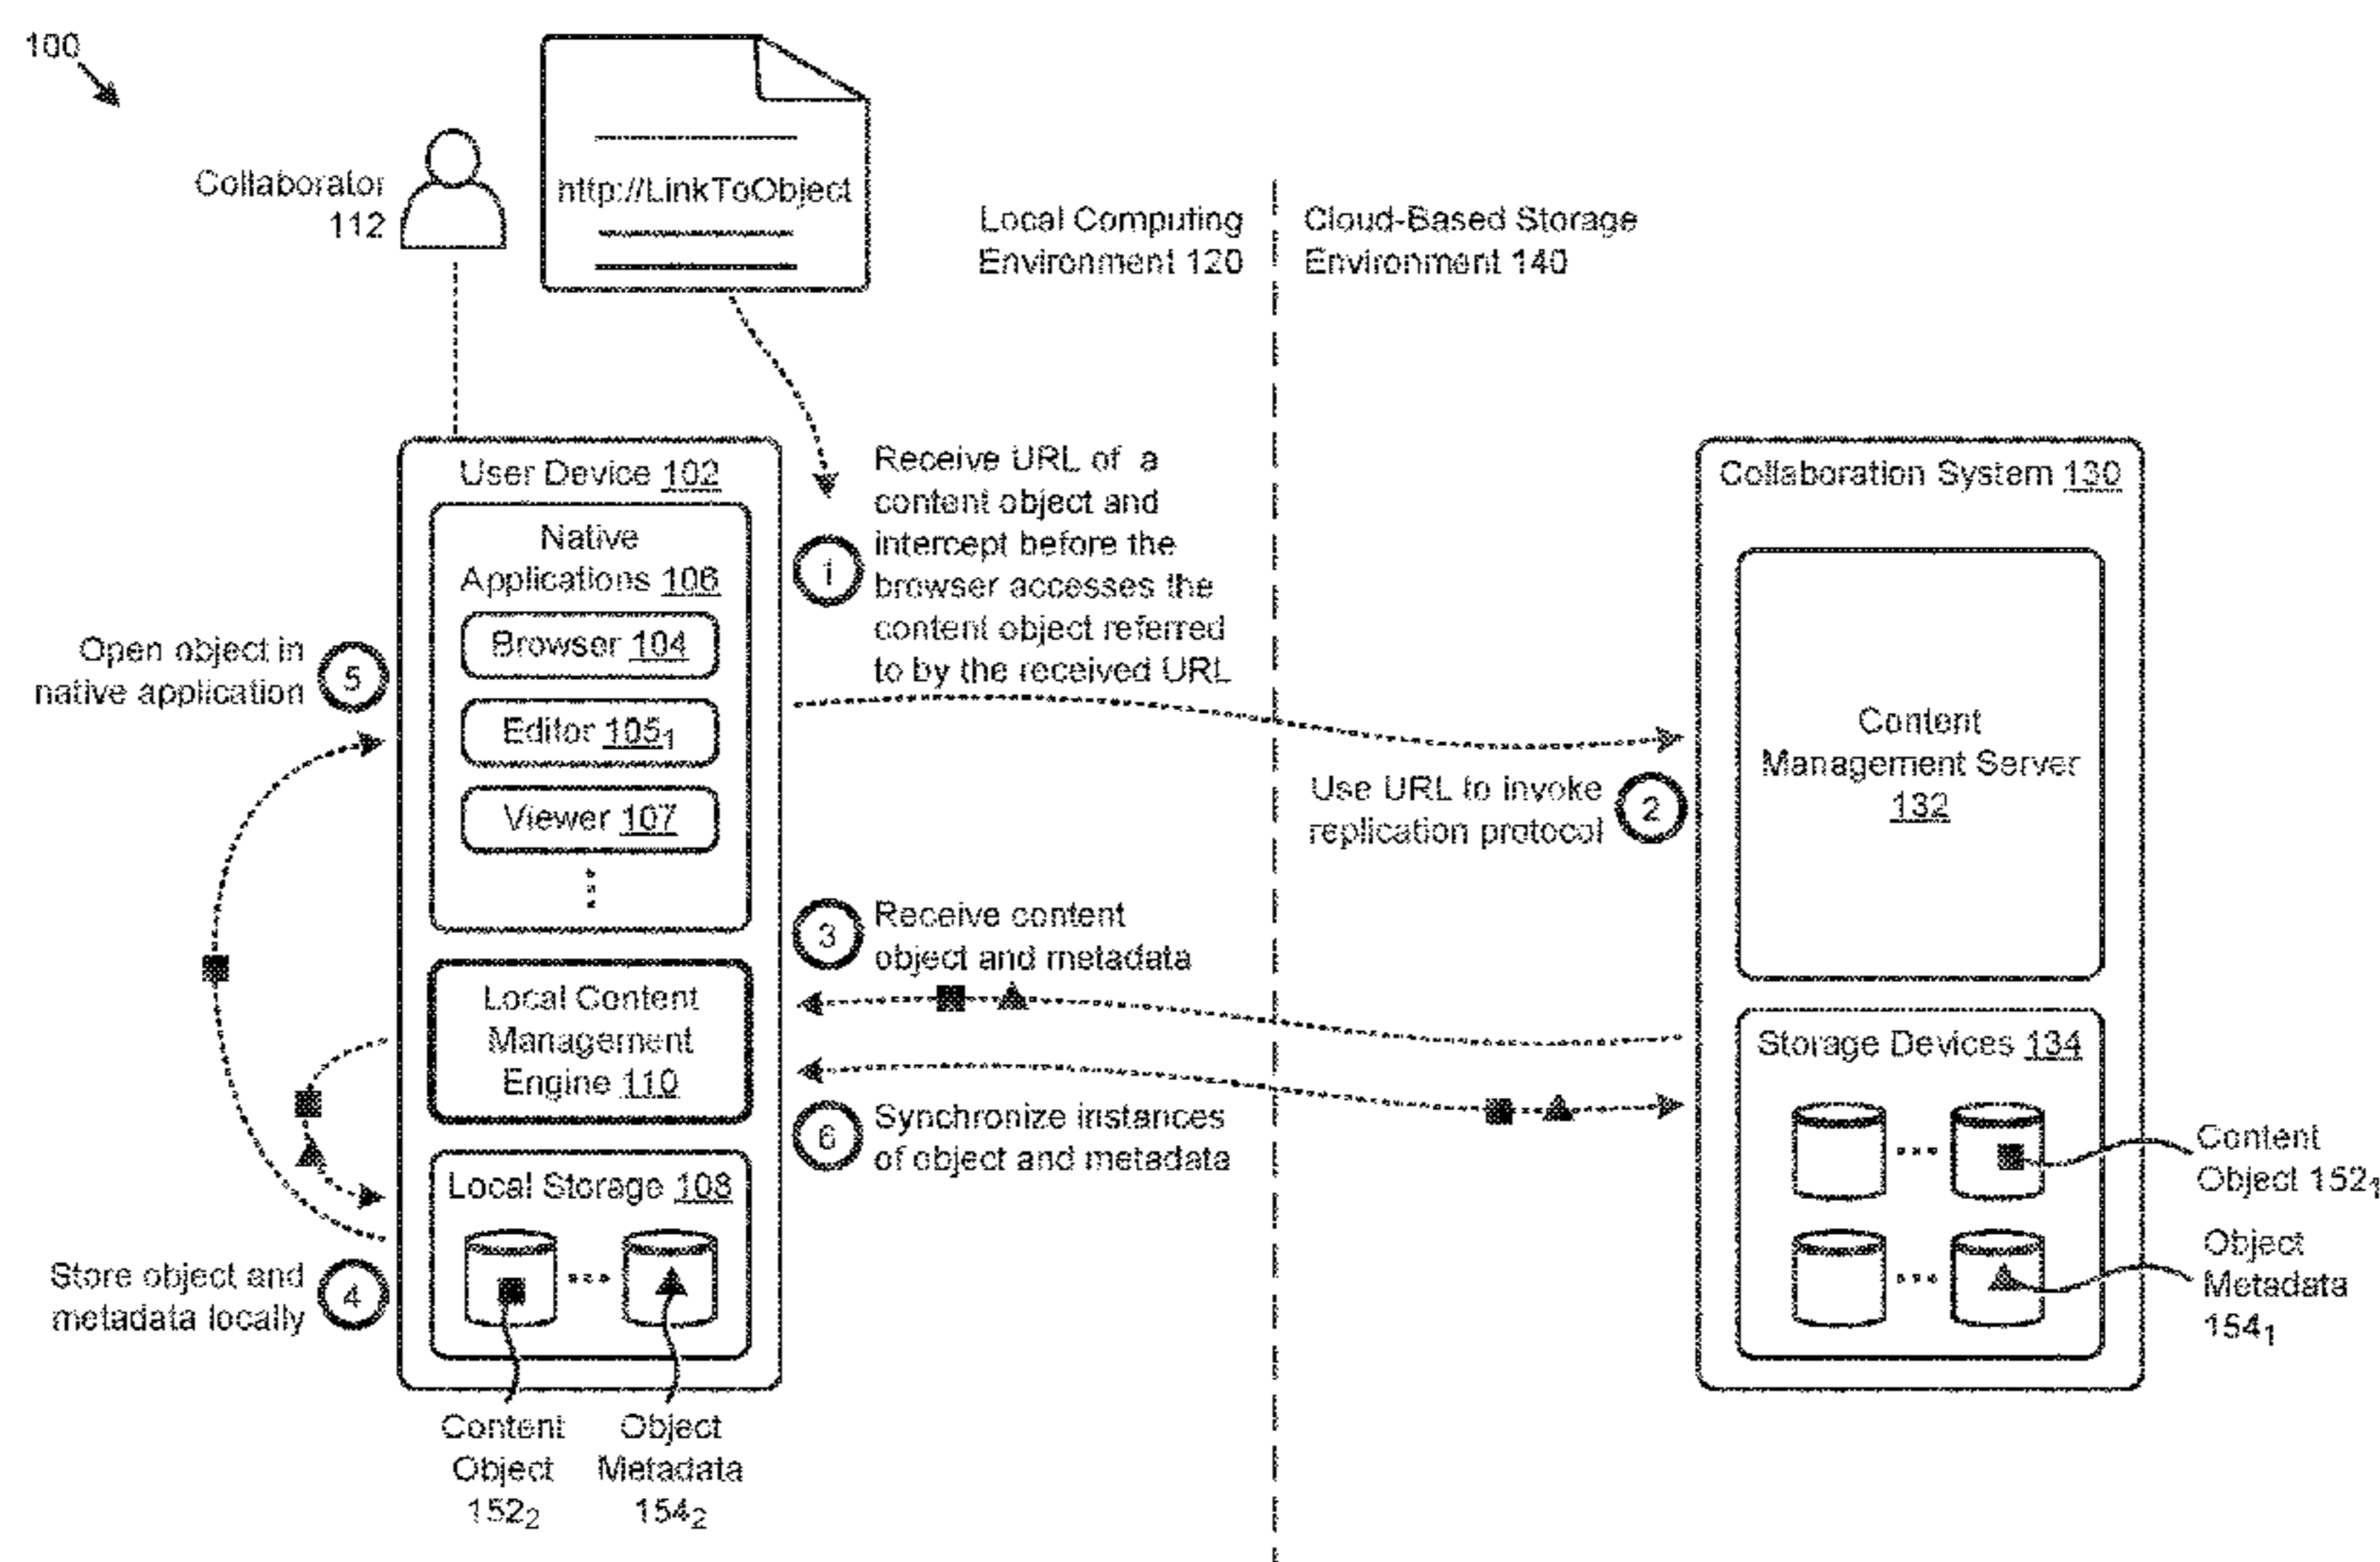 100
Collaborator
112
http://LinkToObject
Local Computing
Environment 120
Cloud-Based Storage
Environment 140
User Device 102
Native
Applications 106
Browser 104
Editor 105₁
Viewer 107
Local Content
Management
Engine 110
Local Storage 108
Content
Object
152₂
Object
Metadata
154₂
1
Receive URL of a
content object and
intercept before the
browser accesses the
content object referred
to by the received URL
Use URL to invoke
replication protocol
2
3
Receive content
object and metadata
Store object and
metadata locally
4
Open object in
native application
5
6
Synchronize instances
of object and metadata
Collaboration System 130
Content
Management Server
132
Storage Devices 134
Content
Object 152₁
Object
Metadata
154₁